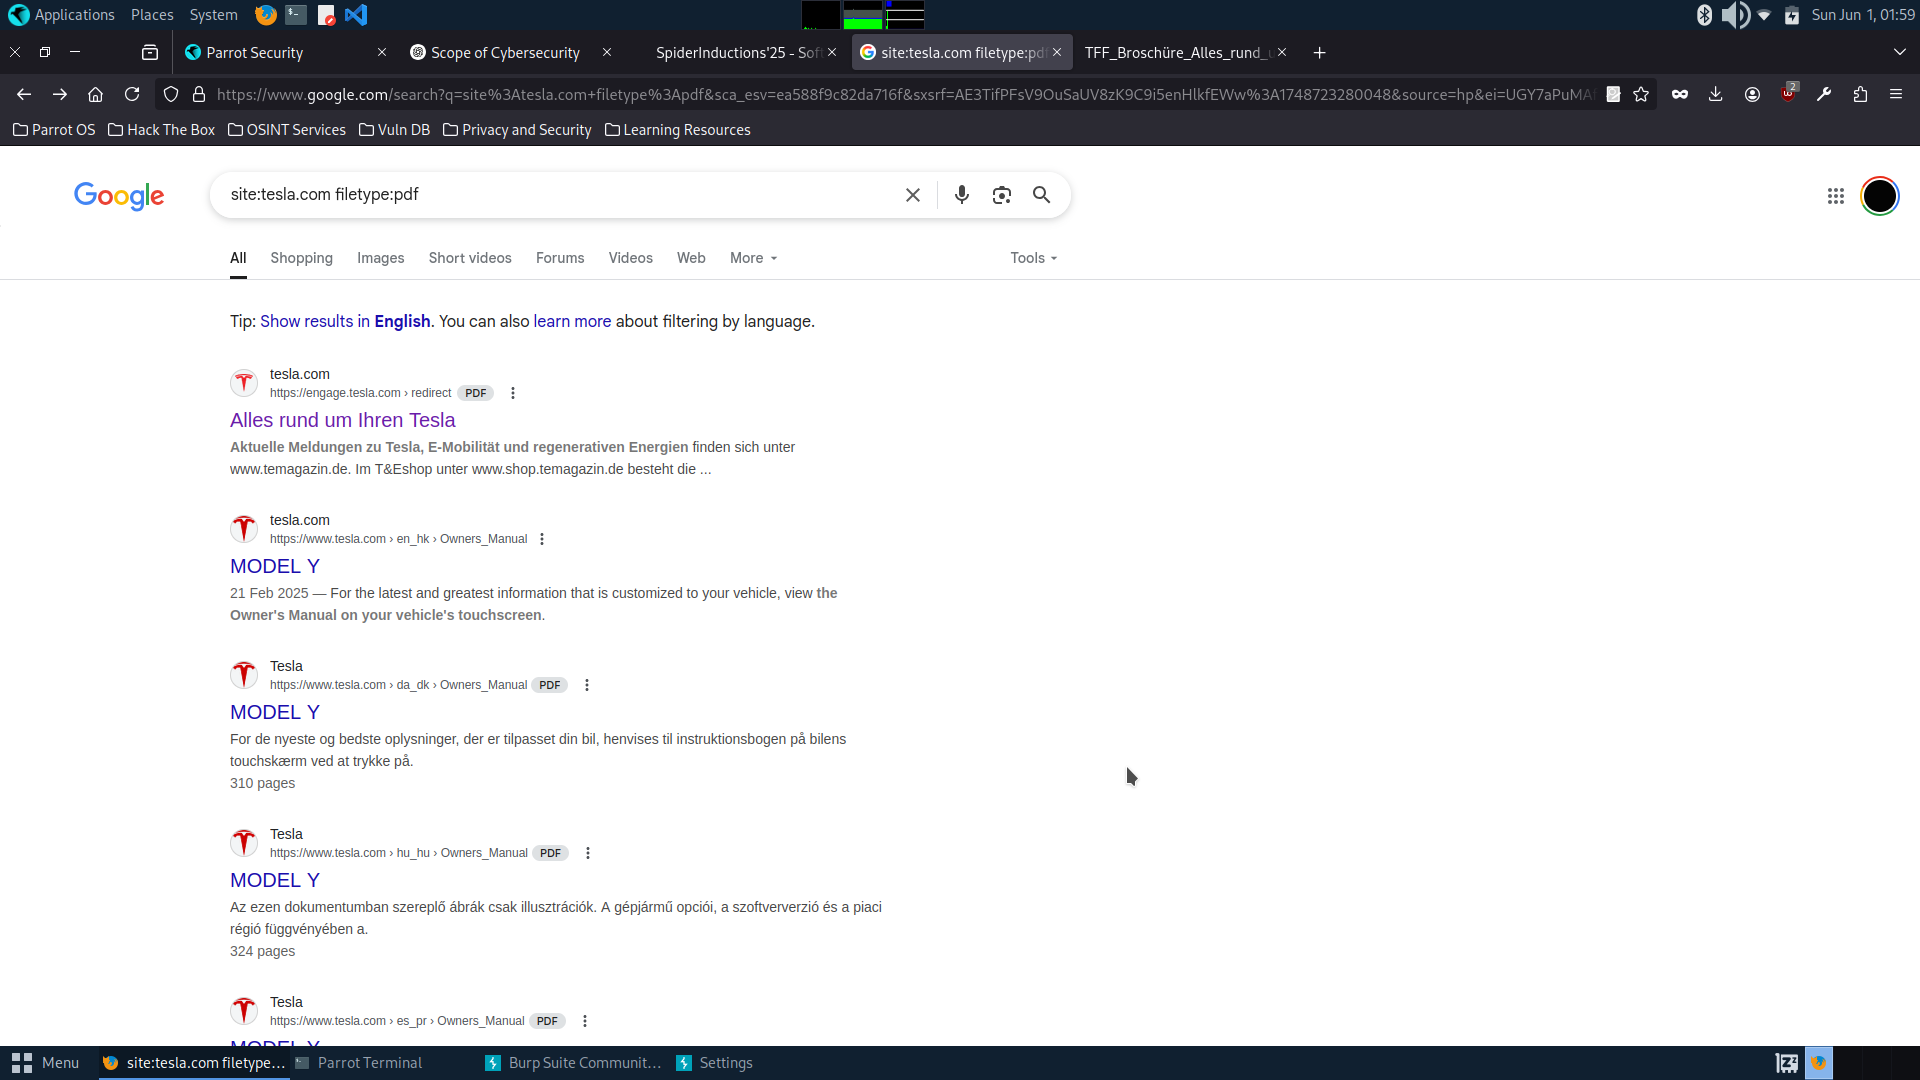 Applications Places System
Sun Jun 1, 01:59
Parrot Security
Scope of Cybersecurity
SpiderInductions'25 - Soft
site:tesla.com filetype:pdf
TFF_Broschüre_Alles_rund_u
https://www.google.com/search?q=site%3Atesla.com+filetype%3Apdf&sca_esv=ea588f9c82da716f&sxsrf=AE3TifPFsV9OuSaUV8zK9C9i5enHlkfEWw%3A1748723280048&source=hp&ei=UGY7aPuMAf
2
Parrot OS Hack The Box OSINT Services Vuln DB Privacy and Security Learning Resources
Google
site:tesla.com filetype:pdf
All Shopping Images Short videos Forums Videos Web More Tools
Tip: Show results in English. You can also learn more about filtering by language.
tesla.com
https://engage.tesla.com › redirect PDF
Alles rund um Ihren Tesla
Aktuelle Meldungen zu Tesla, E-Mobilität und regenerativen Energien finden sich unter
www.temagazin.de. Im T&Eshop unter www.shop.temagazin.de besteht die ...
tesla.com
https://www.tesla.com › en_hk › Owners_Manual
MODEL Y
21 Feb 2025 — For the latest and greatest information that is customized to your vehicle, view the
Owner's Manual on your vehicle's touchscreen.
Tesla
https://www.tesla.com › da_dk › Owners_Manual PDF
MODEL Y
For de nyeste og bedste oplysninger, der er tilpasset din bil, henvises til instruktionsbogen på bilens
touchskærm ved at trykke på.
310 pages
Tesla
https://www.tesla.com › hu_hu › Owners_Manual PDF
MODEL Y
Az ezen dokumentumban szereplő ábrák csak illusztrációk. A gépjármű opciói, a szoftververzió és a piaci
régió függvényében a.
324 pages
Tesla
https://www.tesla.com › es_pr › Owners_Manual PDF
MODEL Y
Menu
site:tesla.com filetype...
Parrot Terminal
Burp Suite Communit...
Settings